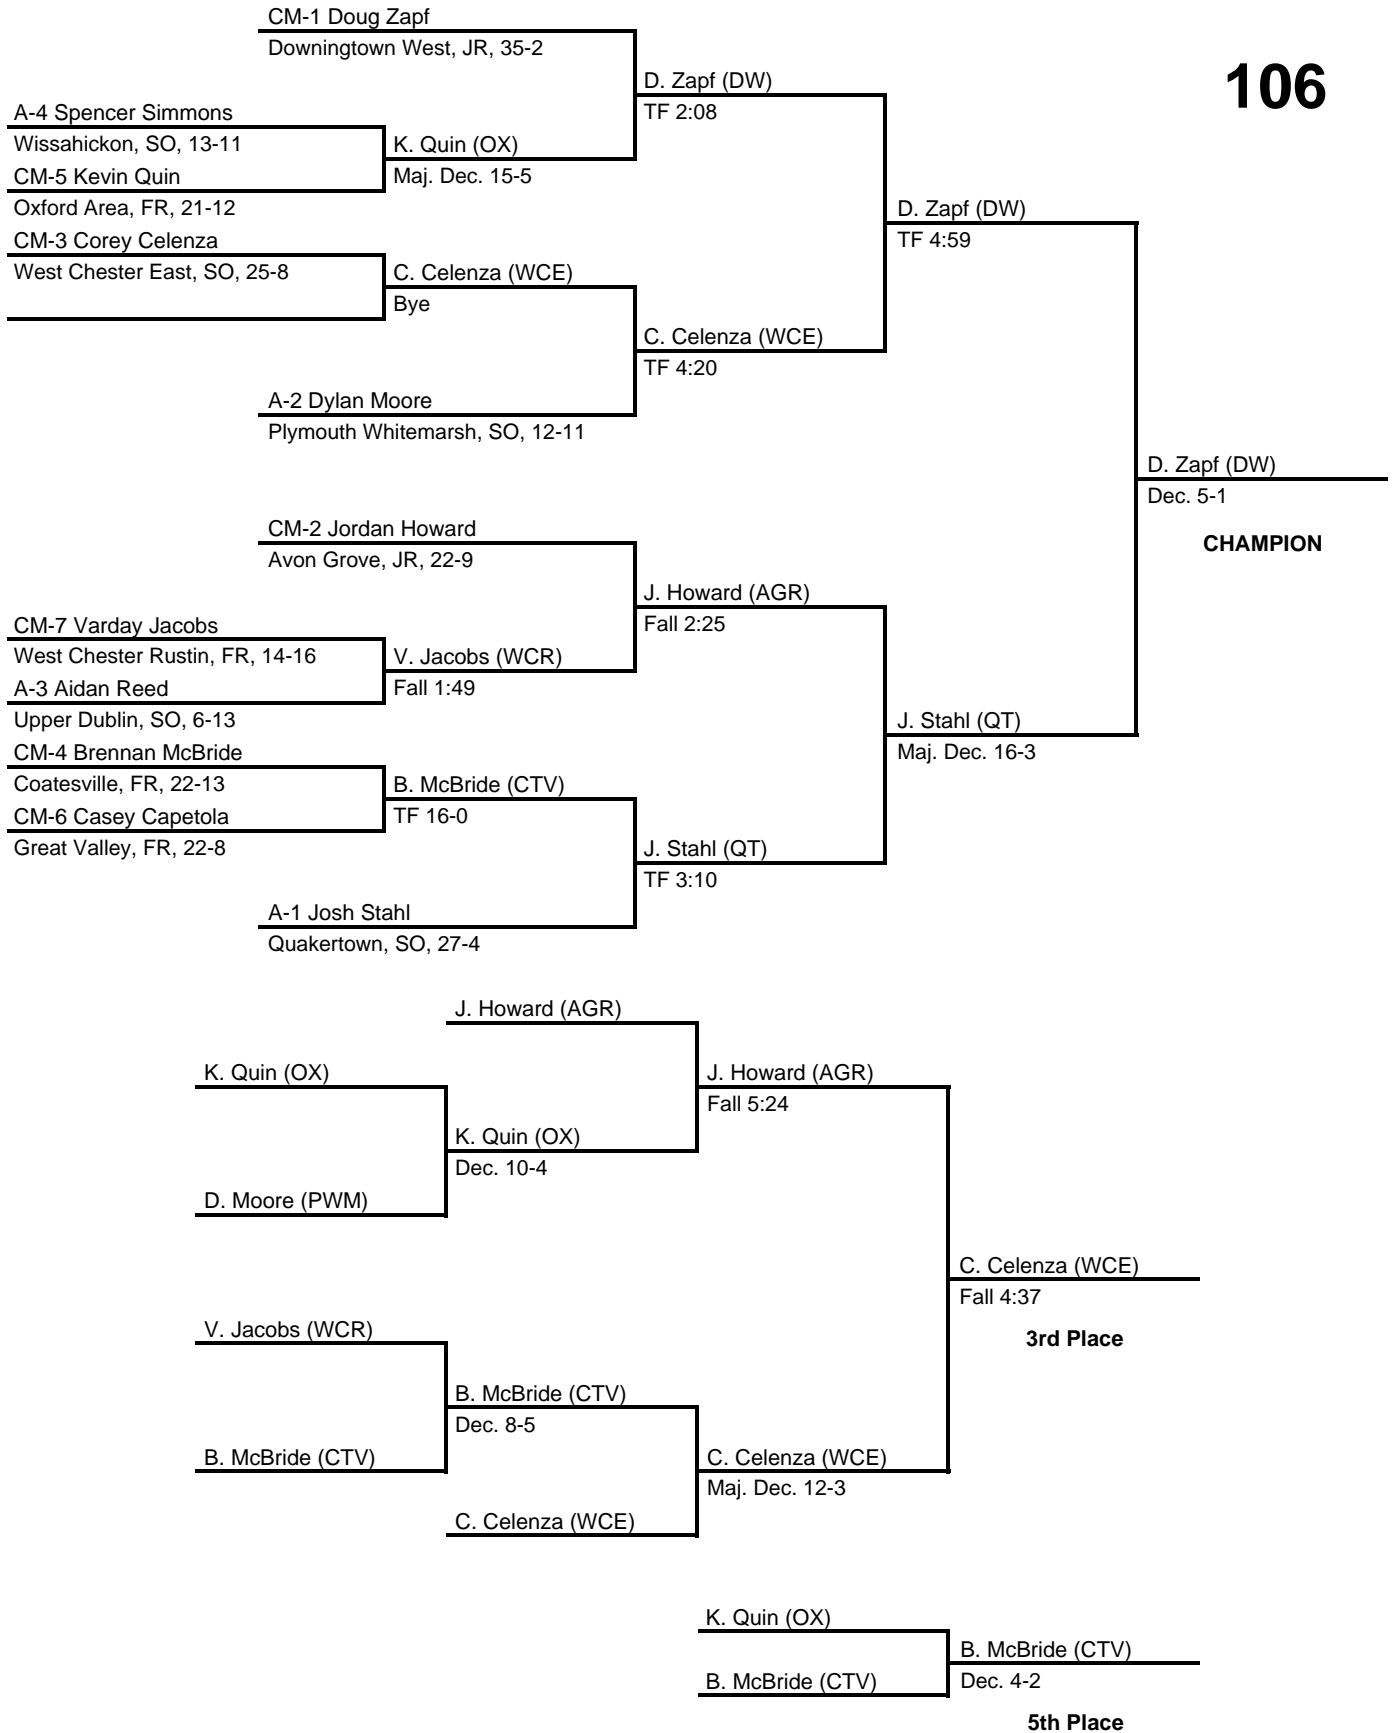 CM-1 Doug Zapf
Downingtown West, JR, 35-2
106
D. Zapf (DW)
TF 2:08
A-4 Spencer Simmons
Wissahickon, SO, 13-11
K. Quin (OX)
CM-5 Kevin Quin
Maj. Dec. 15-5
Oxford Area, FR, 21-12
D. Zapf (DW)
CM-3 Corey Celenza
TF 4:59
West Chester East, SO, 25-8
C. Celenza (WCE)
Bye
C. Celenza (WCE)
TF 4:20
A-2 Dylan Moore
Plymouth Whitemarsh, SO, 12-11
D. Zapf (DW)
Dec. 5-1
CHAMPION
CM-2 Jordan Howard
Avon Grove, JR, 22-9
J. Howard (AGR)
Fall 2:25
CM-7 Varday Jacobs
West Chester Rustin, FR, 14-16
V. Jacobs (WCR)
A-3 Aidan Reed
Fall 1:49
Upper Dublin, SO, 6-13
J. Stahl (QT)
CM-4 Brennan McBride
Maj. Dec. 16-3
Coatesville, FR, 22-13
B. McBride (CTV)
CM-6 Casey Capetola
TF 16-0
Great Valley, FR, 22-8
J. Stahl (QT)
TF 3:10
A-1 Josh Stahl
Quakertown, SO, 27-4
J. Howard (AGR)
K. Quin (OX)
J. Howard (AGR)
Fall 5:24
K. Quin (OX)
Dec. 10-4
D. Moore (PWM)
C. Celenza (WCE)
Fall 4:37
3rd Place
V. Jacobs (WCR)
B. McBride (CTV)
Dec. 8-5
B. McBride (CTV)
C. Celenza (WCE)
Maj. Dec. 12-3
C. Celenza (WCE)
K. Quin (OX)
B. McBride (CTV)
B. McBride (CTV)
Dec. 4-2
5th Place